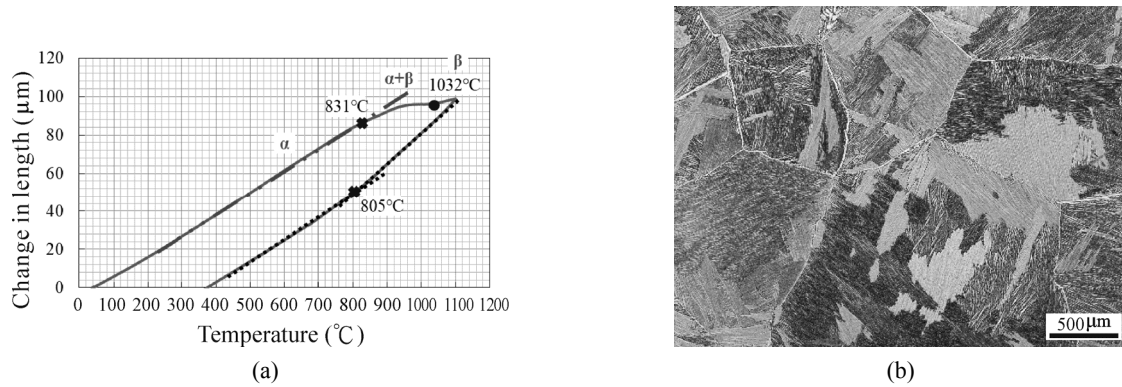 120
100
80
60
40
20
0
Change in length (μm)
β
α+β
1032℃
831℃
α
805℃
0 100 200 300 400 500 600 700 800 900 1000 1100 1200
Temperature (℃)
(a)
500μm
(b)